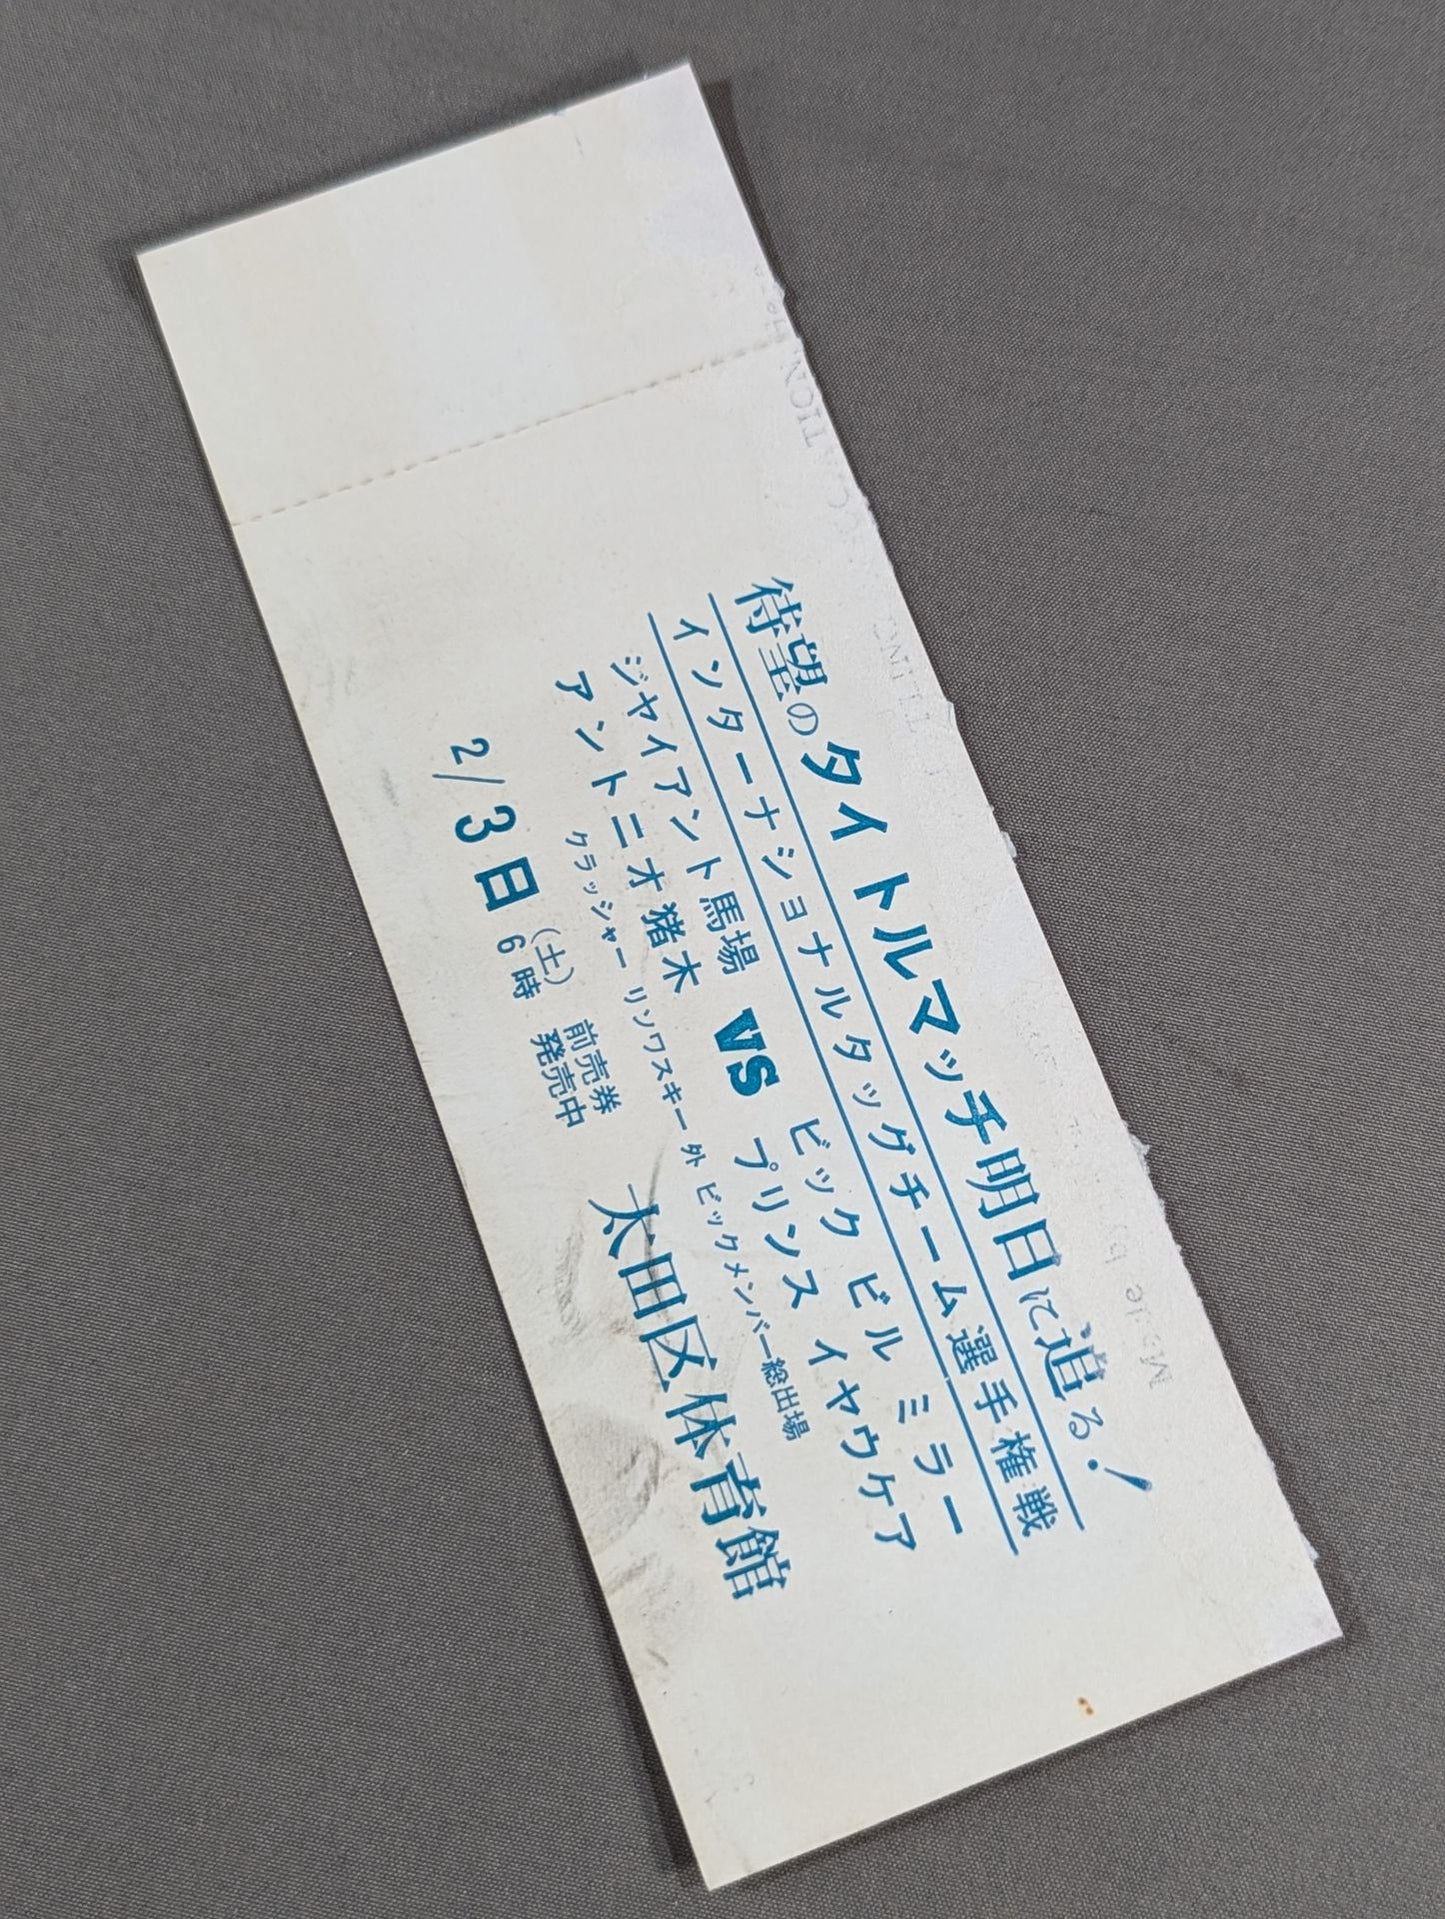 待望のタイトルマッチ明日に迫る!
インターナショナルタッグチーム選手権戦
ジャイアント馬場 VS ビック ビル ミラー
アントニオ猪木 プリンス イヤウケア
クラッシャー リソワスキー外 ビックメンバー総出場
2/3日(土)6時 前売券発売中 太田区体育館